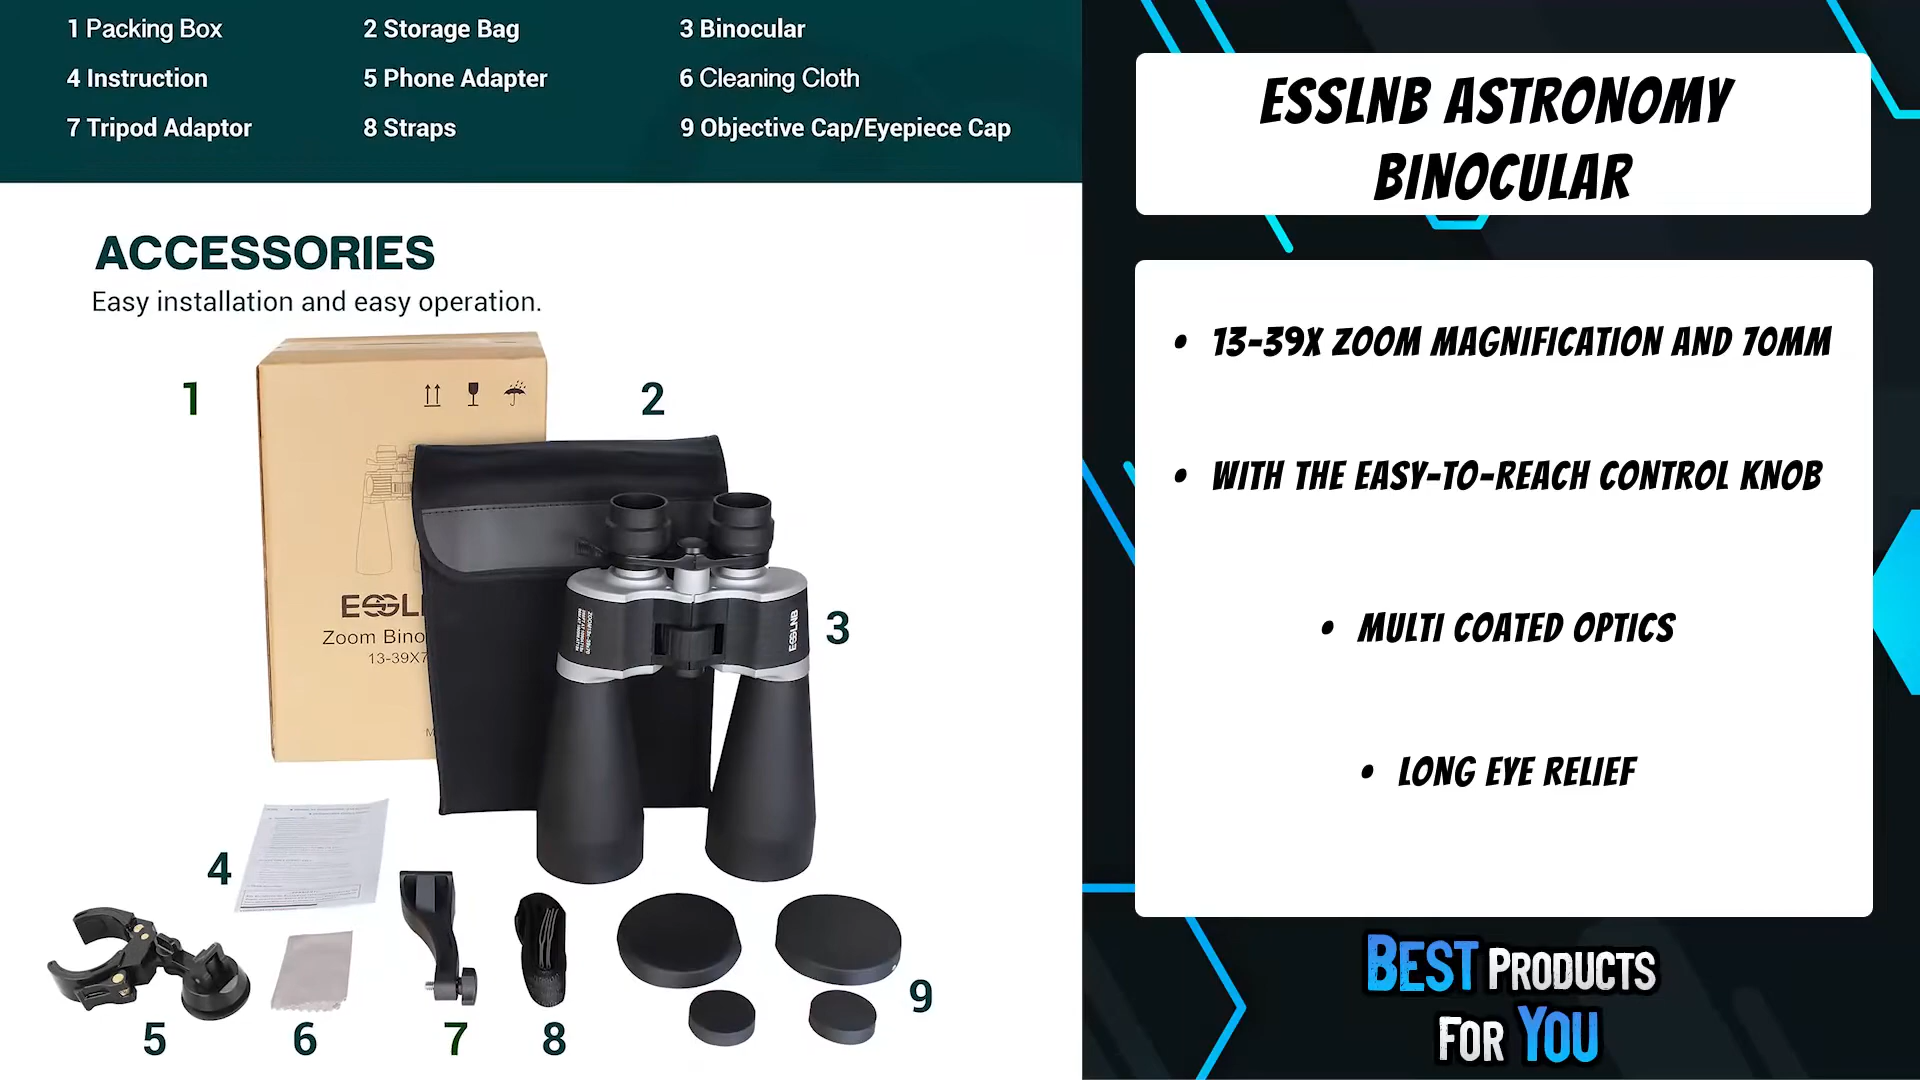 1 Packing Box
2 Storage Bag
3 Binocular
4 Instruction
5 Phone Adapter
6 Cleaning Cloth
7 Tripod Adaptor
8 Straps
9 Objective Cap/Eyepiece Cap
ACCESSORIES
Easy installation and easy operation.
1
2
3
4
5
6
7
8
9
ESSLNB
Zoom Bino
13-39X7
ESSLNB ASTRONOMY
BINOCULAR
• 13-39X ZOOM MAGNIFICATION AND 70MM
• WITH THE EASY-TO-REACH CONTROL KNOB
• MULTI COATED OPTICS
• LONG EYE RELIEF
BEST PRODUCTS
FOR YOU